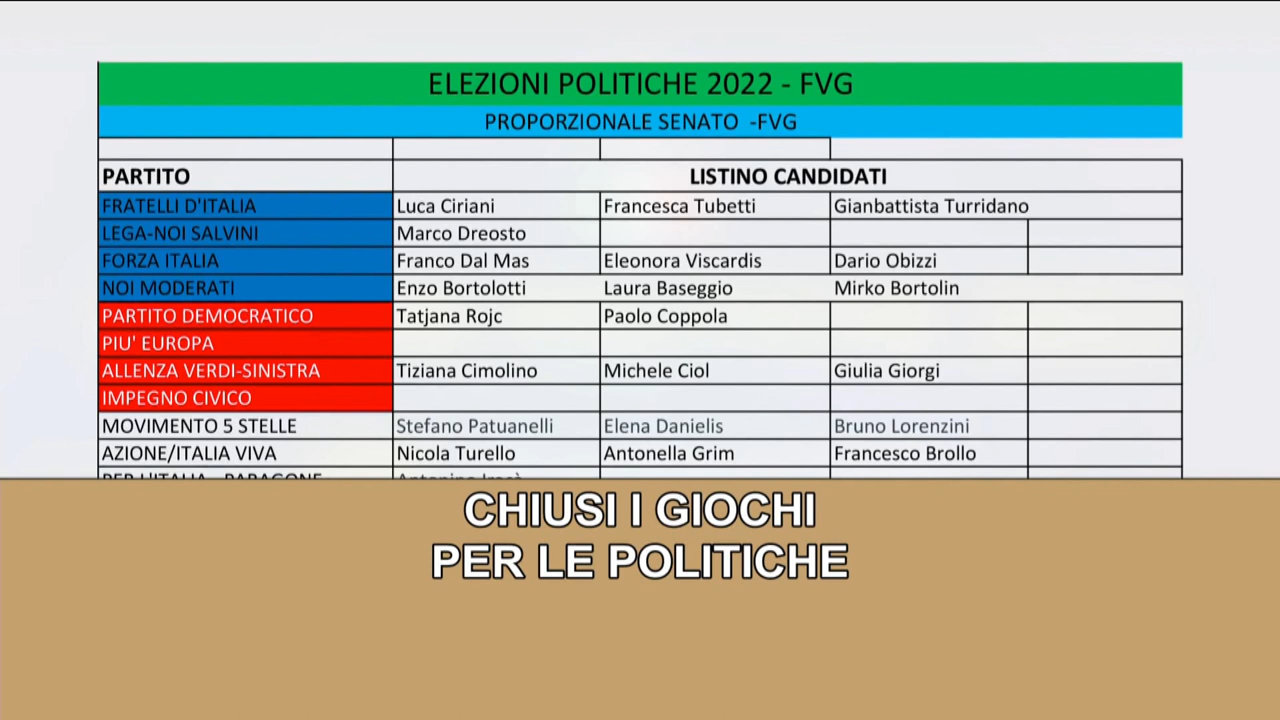 ELEZIONI POLITICHE 2022 - FVG
PROPORZIONALE SENATO -FVG
PARTITO LISTINO CANDIDATI
FRATELLI D'ITALIA Luca Ciriani Francesca Tubetti Gianbattista Turridano
LEGA-NOI SALVINI Marco Dreosto
FORZA ITALIA Franco Dal Mas Eleonora Viscardis Dario Obizzi
NOI MODERATI Enzo Bortolotti Laura Baseggio Mirko Bortolin
PARTITO DEMOCRATICO Tatjana Rojc Paolo Coppola
PIU' EUROPA
ALLENZA VERDI-SINISTRA Tiziana Cimolino Michele Ciol Giulia Giorgi
IMPEGNO CIVICO
MOVIMENTO 5 STELLE Stefano Patuanelli Elena Danielis Bruno Lorenzini
AZIONE/ITALIA VIVA Nicola Turello Antonella Grim Francesco Brollo
PER L'ITALIA - PARAGONE
CHIUSI I GIOCHI
PER LE POLITICHE